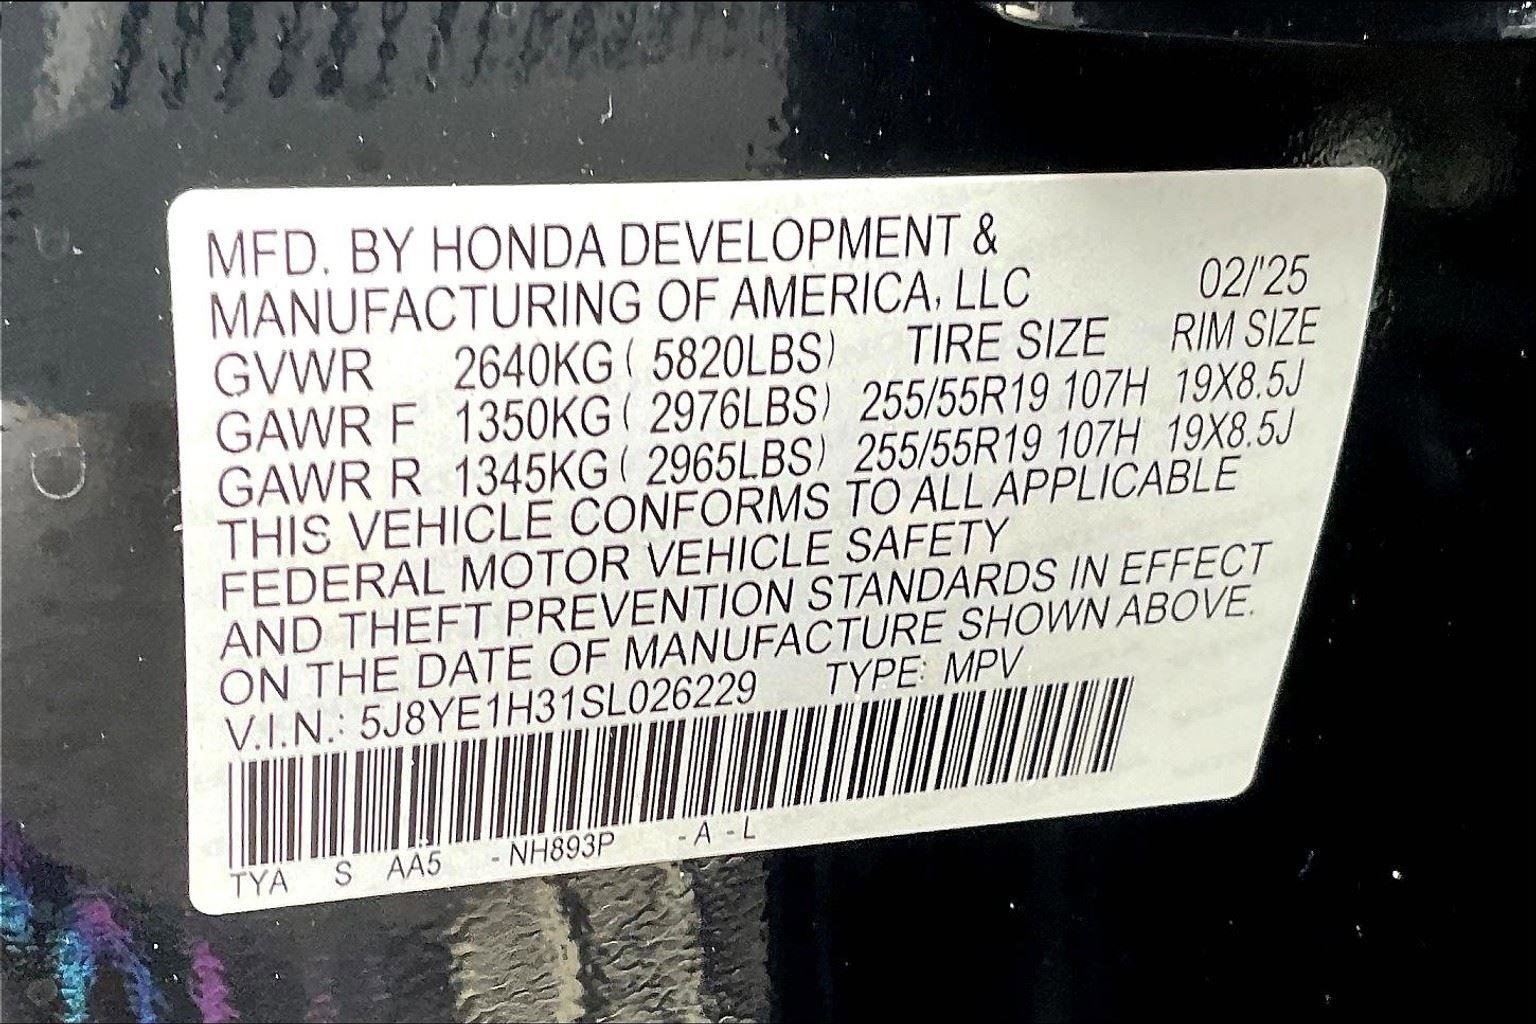 MFD. BY HONDA DEVELOPMENT &
MANUFACTURING OF AMERICA, LLC 02/'25
GVWR 2640KG ( 5820LBS) TIRE SIZE RIM SIZE
GAWR F 1350KG ( 2976LBS) 255/55R19 107H 19X8.5J
GAWR R 1345KG ( 2965LBS) 255/55R19 107H 19X8.5J
THIS VEHICLE CONFORMS TO ALL APPLICABLE
FEDERAL MOTOR VEHICLE SAFETY
AND THEFT PREVENTION STANDARDS IN EFFECT
ON THE DATE OF MANUFACTURE SHOWN ABOVE.
V.I.N.: 5J8YE1H31SL026229 TYPE: MPV
TYA S AA5 -NH893P -A -L